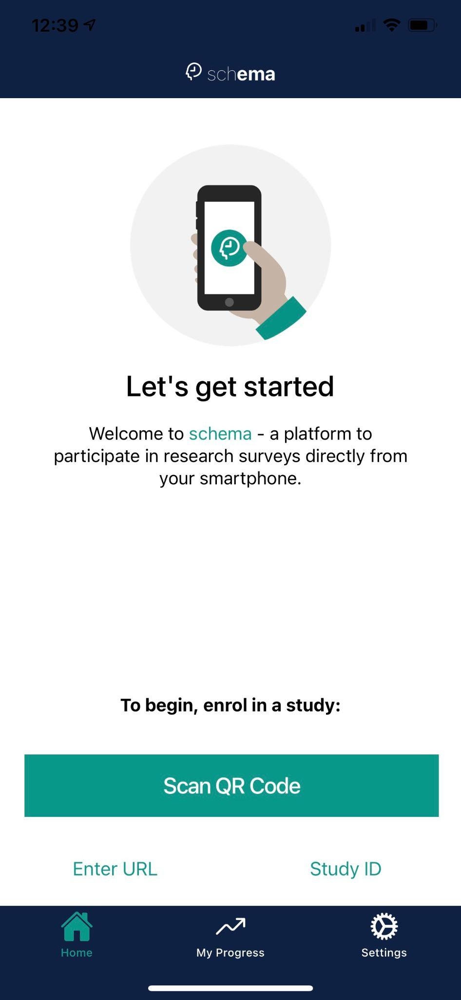 12:39
schema
Let's get started
Welcome to schema - a platform to
participate in research surveys directly from
your smartphone.
To begin, enrol in a study:
Scan QR Code
Enter URL
Study ID
Home
My Progress
Settings